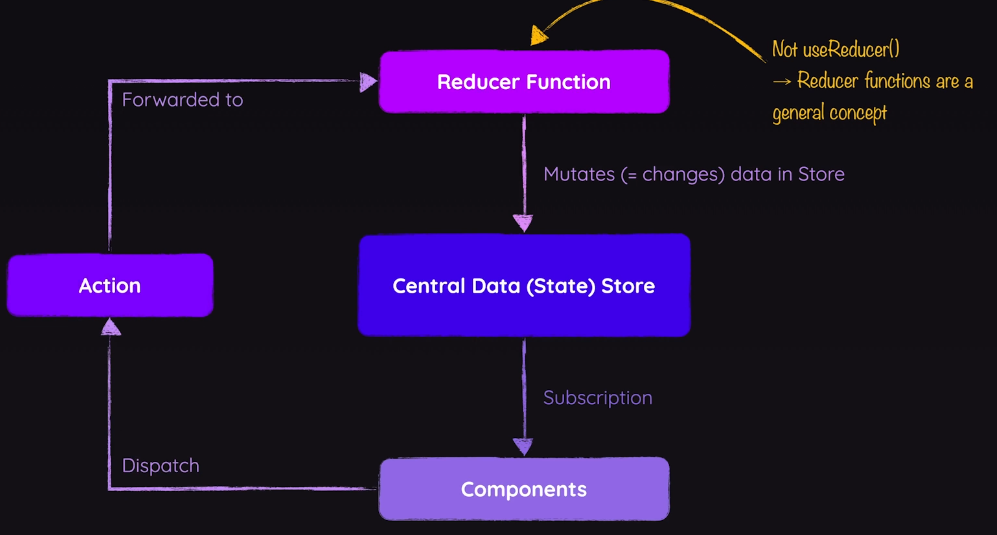 Reducer Function
Not useReducer()
→ Reducer functions are a
general concept
Forwarded to
Mutates (= changes) data in Store
Action
Central Data (State) Store
Subscription
Dispatch
Components